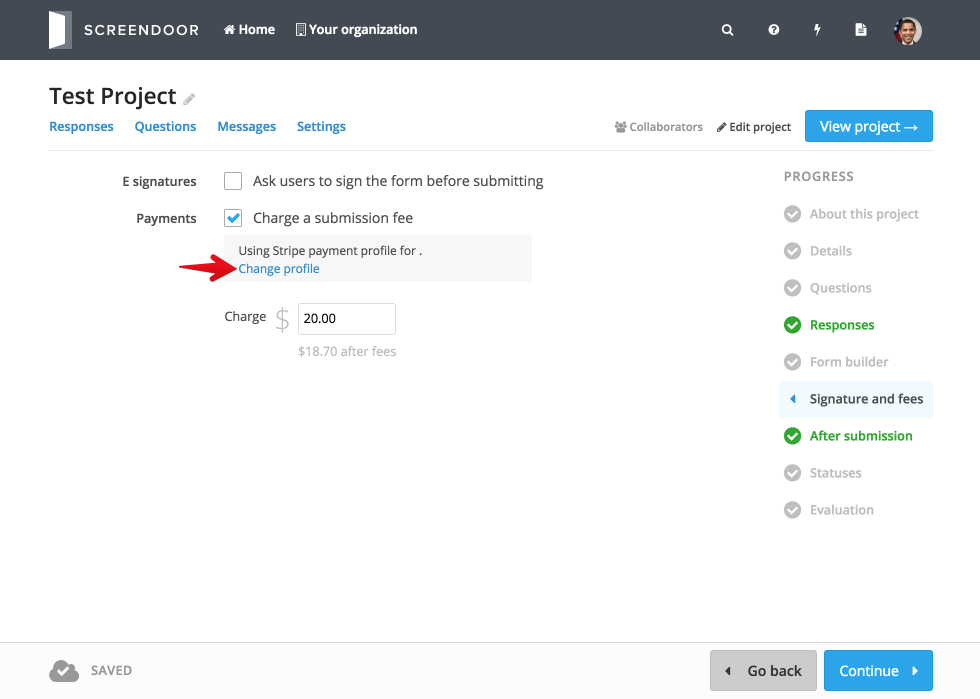 SCREENDOOR Home Your organization
Test Project
Responses Questions Messages Settings Collaborators Edit project View project →
E signatures Ask users to sign the form before submitting
Payments Charge a submission fee
Using Stripe payment profile for .
Change profile
Charge $ 20.00
$18.70 after fees
PROGRESS
About this project
Details
Questions
Responses
Form builder
Signature and fees
After submission
Statuses
Evaluation
SAVED Go back Continue